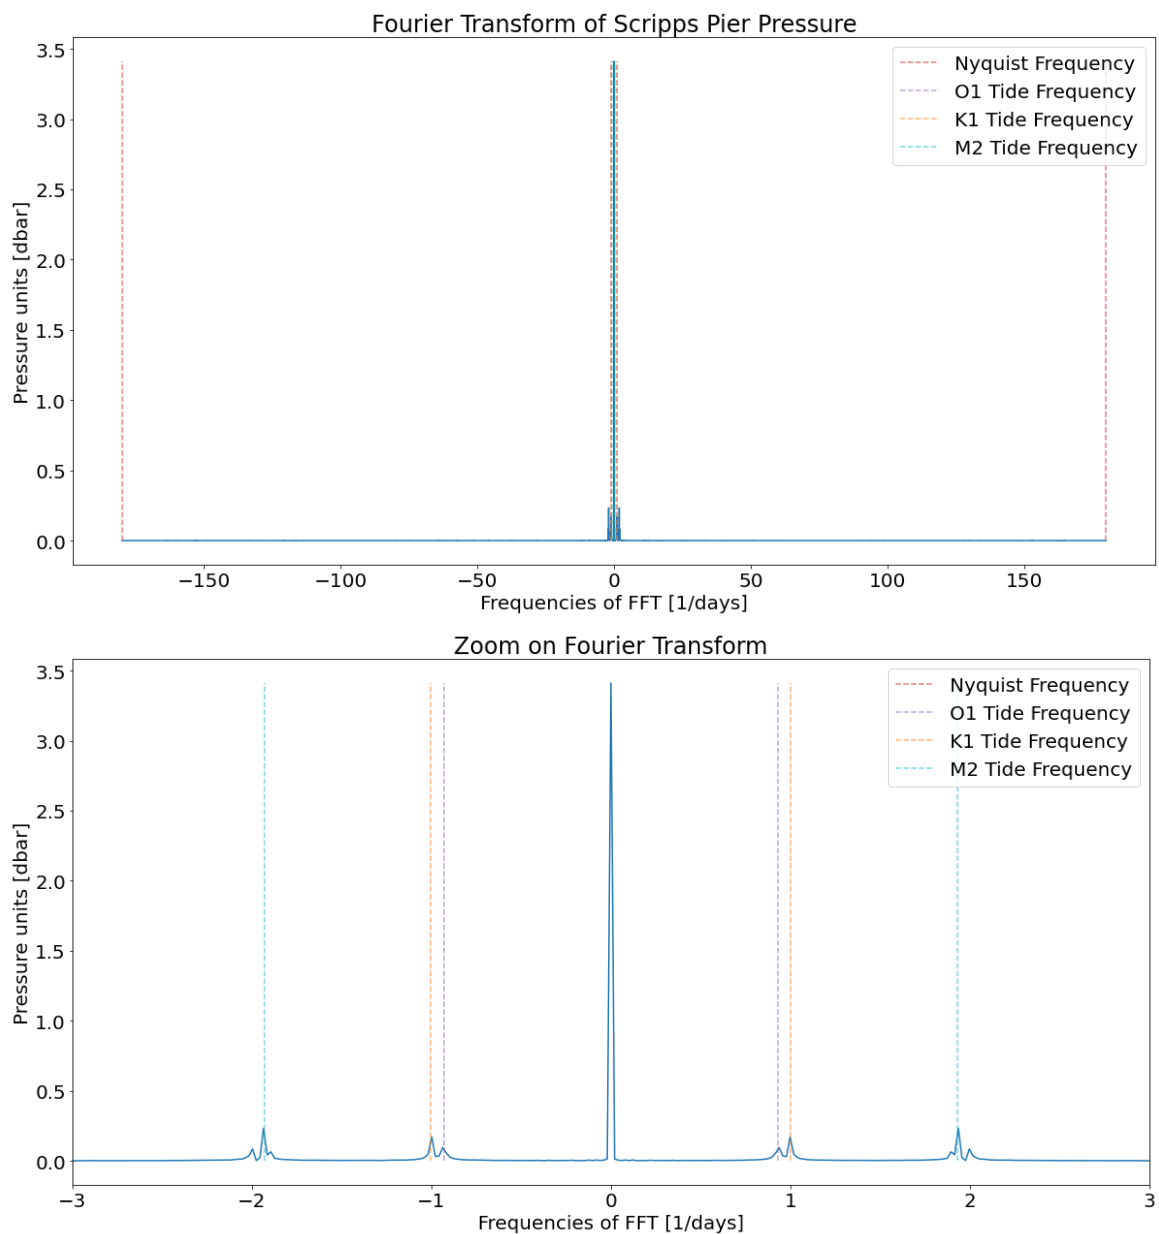 Fourier Transform of Scripps Pier Pressure
3.5
3.0
2.5
2.0
1.5
1.0
0.5
0.0
Pressure units [dbar]
Nyquist Frequency
O1 Tide Frequency
K1 Tide Frequency
M2 Tide Frequency
−150 −100 −50 0 50 100 150
Frequencies of FFT [1/days]
Zoom on Fourier Transform
3.5
3.0
2.5
2.0
1.5
1.0
0.5
0.0
Pressure units [dbar]
Nyquist Frequency
O1 Tide Frequency
K1 Tide Frequency
M2 Tide Frequency
−3 −2 −1 0 1 2 3
Frequencies of FFT [1/days]